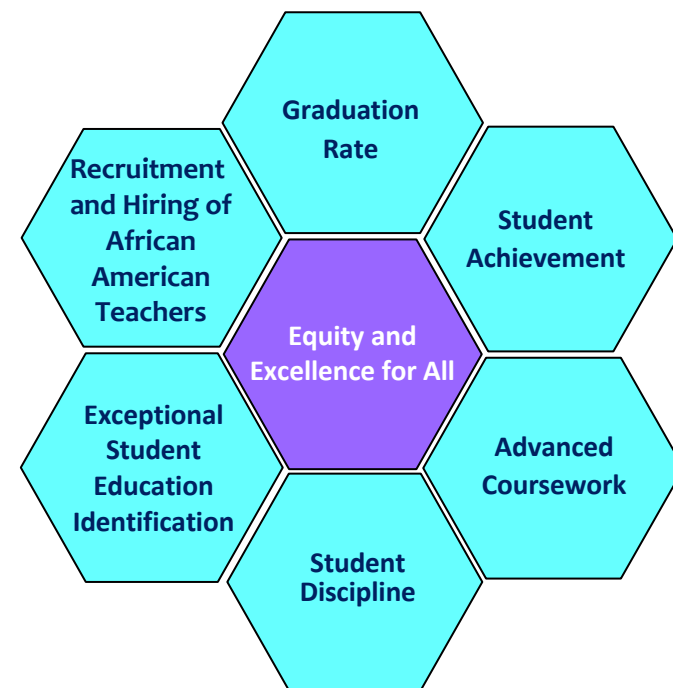 Graduation
Rate
Student
Achievement
Advanced
Coursework
Student
Discipline
Exceptional
Student
Education
Identification
Recruitment
and Hiring of
African
American
Teachers
Equity and
Excellence for All